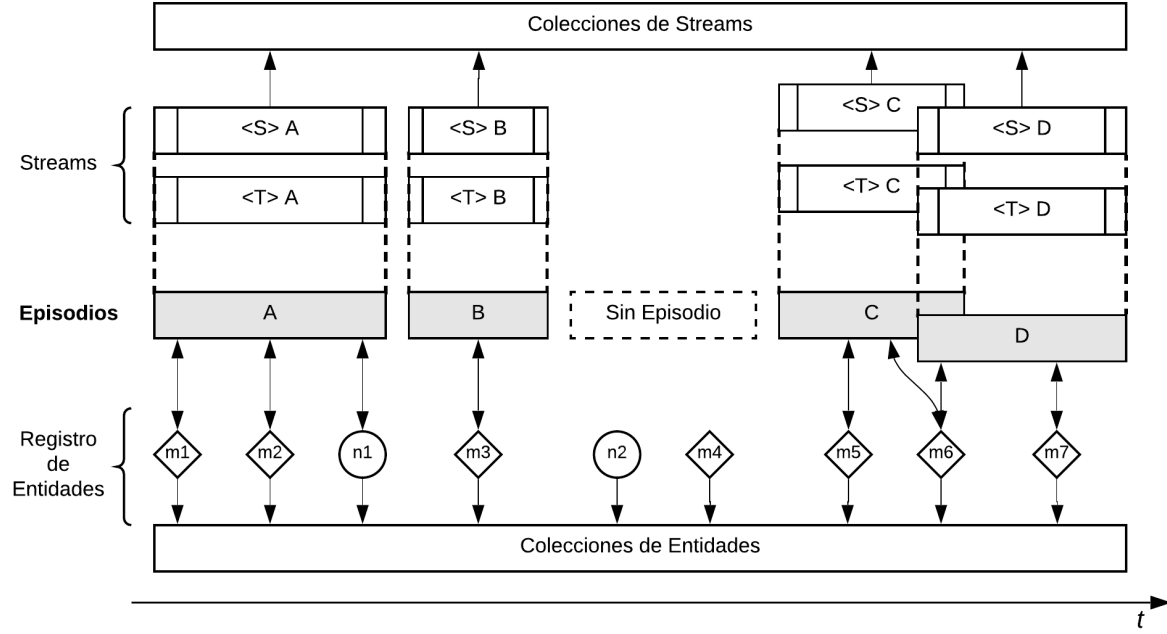 Colecciones de Streams
<S> A
<S> B
<S> C
<S> D
Streams
<T> A
<T> B
<T> C
<T> D
Episodios
A
B
Sin Episodio
C
D
Registro
de
Entidades
m1
m2
n1
m3
n2
m4
m5
m6
m7
Colecciones de Entidades
t